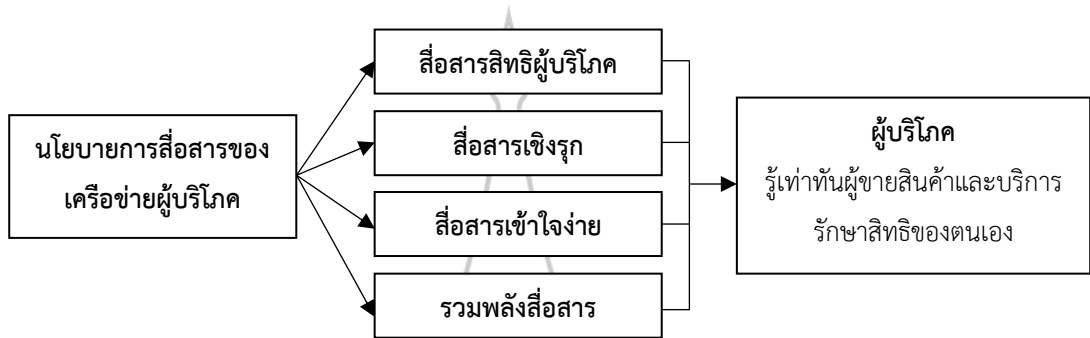 นโยบายการสื่อสารของ
เครือข่ายผู้บริโภค
สื่อสารสิทธิผู้บริโภค
สื่อสารเชิงรุก
สื่อสารเข้าใจง่าย
รวมพลังสื่อสาร
ผู้บริโภค
รู้เท่าทันผู้ขายสินค้าและบริการ
รักษาสิทธิของตนเอง